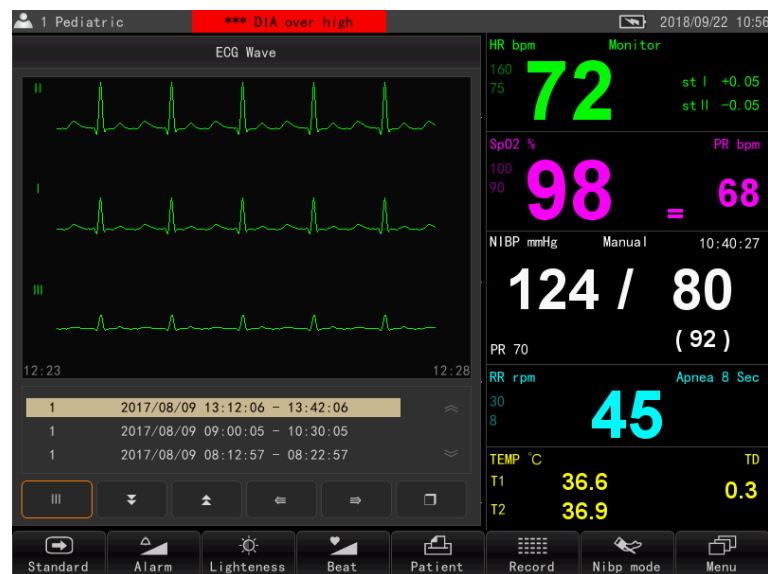 1 Pediatric
*** DIA over high
2018/09/22 10:56
ECG Wave
II
I
III
12:23
12:28
1 2017/08/09 13:12:06 - 13:42:06
1 2017/08/09 09:00:05 - 10:30:05
1 2017/08/09 08:12:57 - 08:22:57
III
HR bpm Monitor
160
75
72
st I +0.05
st II -0.05
SpO2 % PR bpm
100
90
98 = 68
NIBP mmHg Manual 10:40:27
124 / 80
(92)
PR 70
RR rpm Apnea 8 Sec
30
8
45
TEMP °C TD
T1 36.6
0.3
T2 36.9
Standard Alarm Lighteness Beat Patient Record Nibp mode Menu